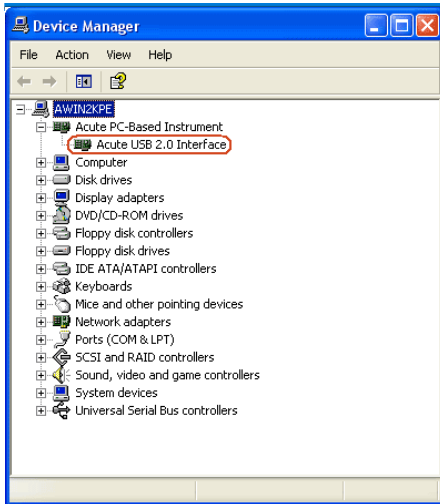 Device Manager
File Action View Help
AWIN2KPE
Acute PC-Based Instrument
Acute USB 2.0 Interface
Computer
Disk drives
Display adapters
DVD/CD-ROM drives
Floppy disk controllers
Floppy disk drives
IDE ATA/ATAPI controllers
Keyboards
Mice and other pointing devices
Network adapters
Ports (COM & LPT)
SCSI and RAID controllers
Sound, video and game controllers
System devices
Universal Serial Bus controllers